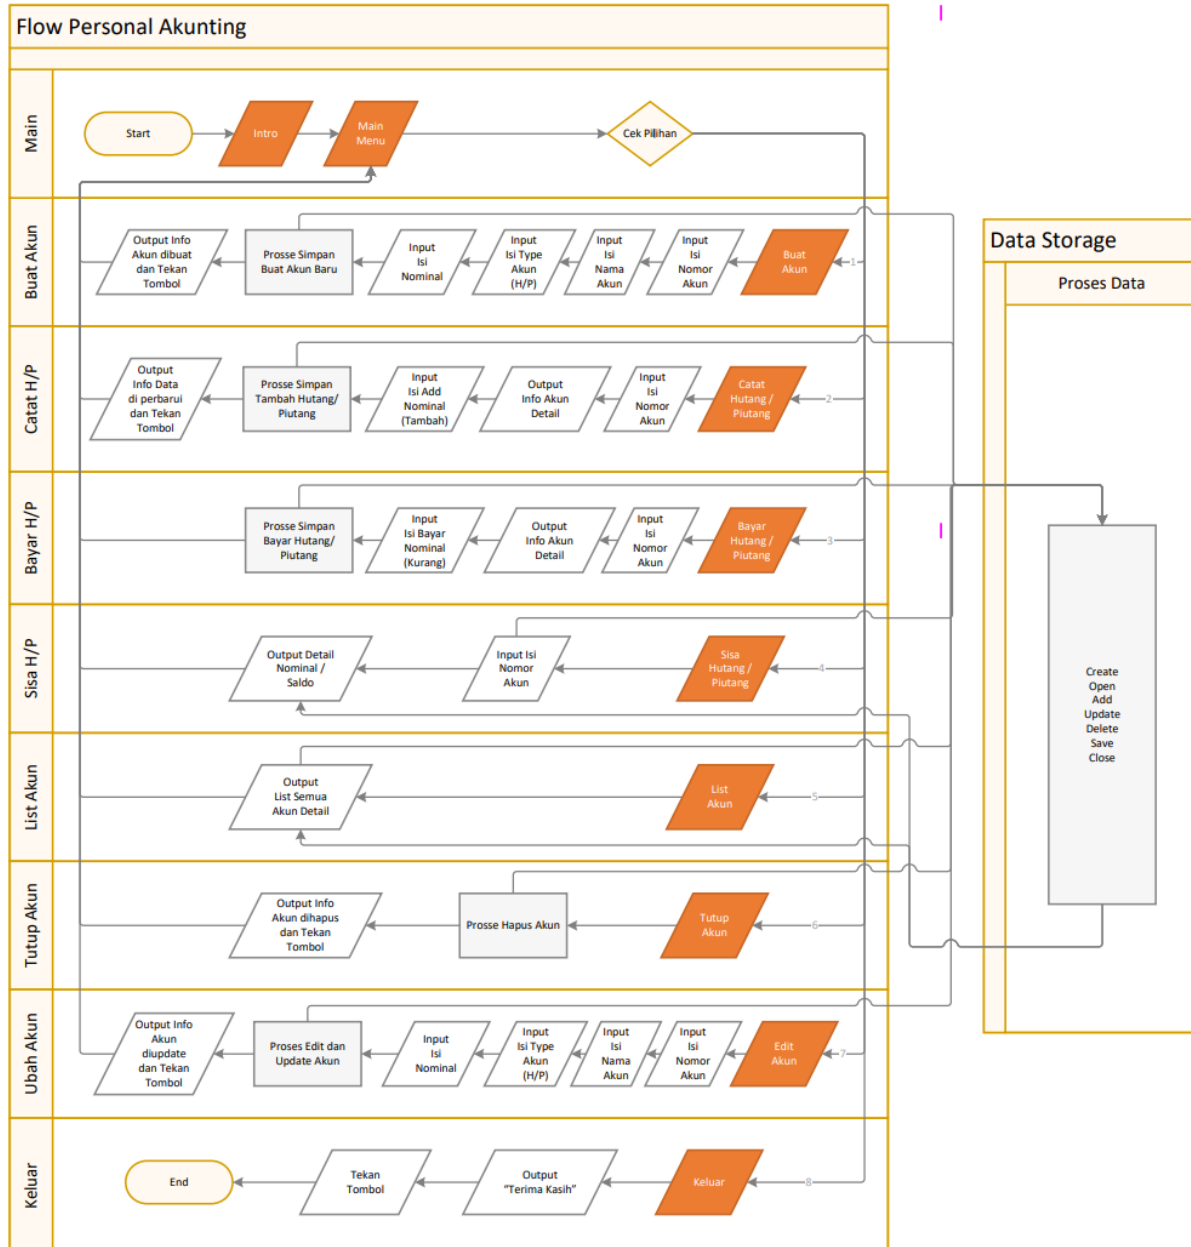 Flow Personal Akunting
Main
Start
Intro
Main
Menu
Cek Pilihan
Buat Akun
Output Info
Akun dibuat
dan Tekan
Tombol
Prosse Simpan
Buat Akun Baru
Input
Isi
Nominal
Input
Isi Type
Akun
(H/P)
Input
Isi
Nama
Akun
Input
Isi
Nomor
Akun
Buat
Akun
1
Catat H/P
Output
Info Data
di perbarui
dan Tekan
Tombol
Prosse Simpan
Tambah Hutang/
Piutang
Input
Isi Add
Nominal
(Tambah)
Output
Info Akun
Detail
Input
Isi
Nomor
Akun
Catat
Hutang /
Piutang
2
Bayar H/P
Prosse Simpan
Bayar Hutang/
Piutang
Input
Isi Bayar
Nominal
(Kurang)
Output
Info Akun
Detail
Input
Isi
Nomor
Akun
Bayar
Hutang /
Piutang
3
Sisa H/P
Output Detail
Nominal /
Saldo
Input Isi
Nomor
Akun
Sisa
Hutang /
Piutang
4
List Akun
Output
List Semua
Akun Detail
List
Akun
5
Tutup Akun
Output Info
Akun dihapus
dan Tekan
Tombol
Prosse Hapus Akun
Tutup
Akun
6
Ubah Akun
Output Info
Akun
diupdate
dan Tekan
Tombol
Proses Edit dan
Update Akun
Input
Isi
Nominal
Input
Isi Type
Akun
(H/P)
Input
Isi
Nama
Akun
Input
Isi
Nomor
Akun
Edit
Akun
7
Keluar
End
Tekan
Tombol
Output
“Terima Kasih”
Keluar
8
Data Storage
Proses Data
Create
Open
Add
Update
Delete
Save
Close